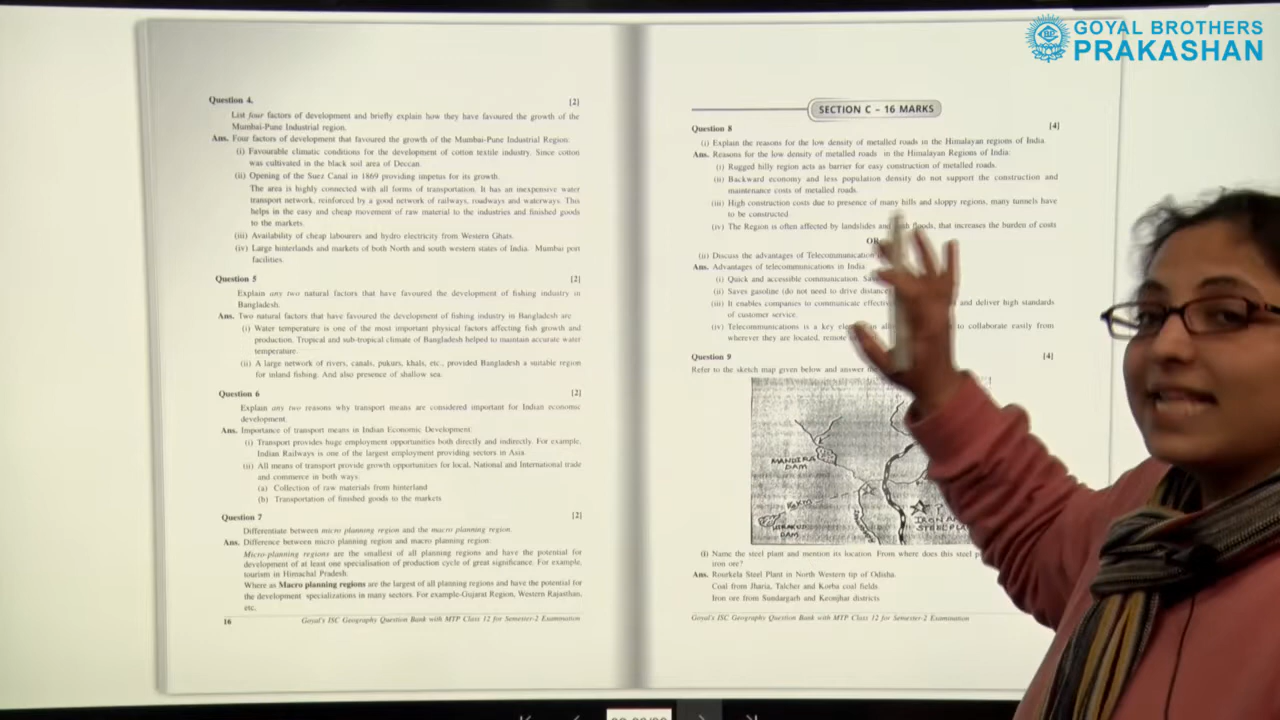 GOYAL BROTHERS
PRAKASHAN
Question 4. [2]
List four factors of development and briefly explain how they have favoured the growth of the
Mumbai-Pune Industrial region.
Ans. Four factors of development that favoured the growth of the Mumbai-Pune Industrial Region:
(i) Favourable climatic conditions for the development of cotton textile industry. Since cotton
was cultivated in the black soil area of Deccan.
(ii) Opening of the Suez Canal in 1869 providing impetus for its growth.
The area is highly connected with all forms of transportation. It has an inexpensive water
transport network, reinforced by a good network of railways, roadways and waterways. This
helps in the easy and cheap movement of raw material to the industries and finished goods
to the markets.
(iii) Availability of cheap labourers and hydro electricity from Western Ghats.
(iv) Large hinterlands and markets of both North and south western states of India. Mumbai port
facilities.
Question 5 [2]
Explain any two natural factors that have favoured the development of fishing industry in
Bangladesh.
Ans. Two natural factors that have favoured the development of fishing industry in Bangladesh are
(i) Water temperature is one of the most important physical factors affecting fish growth and
production. Tropical and sub-tropical climate of Bangladesh helped to maintain accurate water
temperature.
(ii) A large network of rivers, canals, pukurs, khals, etc., provided Bangladesh a suitable region
for inland fishing. And also presence of shallow sea.
Question 6 [2]
Explain any two reasons why transport means are considered important for Indian economic
development.
Ans. Importance of transport means in Indian Economic Development.
(i) Transport provides huge employment opportunities both directly and indirectly. For example,
Indian Railways is one of the largest employment providing sectors in Asia.
(ii) All means of transport provide growth opportunities for local, National and International trade
and commerce in both ways.
(a) Collection of raw materials from hinterland
(b) Transportation of finished goods to the markets
Question 7 [2]
Differentiate between micro planning region and the macro planning region.
Ans. Difference between micro planning region and macro planning region.
Micro-planning regions are the smallest of all planning regions and have the potential for
development of at least one specialisation of production cycle of great significance. For example,
tourism in Himachal Pradesh.
Where as Macro planning regions are the largest of all planning regions and have the potential for
the development specializations in many sectors. For example-Gujarat Region, Western Rajasthan,
etc.
16 Goyal's ISC Geography Question Bank with MTP Class 12 for Semester-2 Examination
SECTION C – 16 MARKS
Question 8 [4]
(i) Explain the reasons for the low density of metalled roads in the Himalayan regions of India.
Ans. Reasons for the low density of metalled roads in the Himalayan Regions of India:
(i) Rugged hilly region acts as barrier for easy construction of metalled roads.
(ii) Backward economy and less population density do not support the construction and
maintenance costs of metalled roads.
(iii) High construction costs due to presence of many hills and sloppy regions, many tunnels have
to be constructed
(iv) The Region is often affected by landslides and floods, that increases the burden of costs
OR
(ii) Discuss the advantages of Telecommunication
Ans. Advantages of telecommunications in India
(i) Quick and accessible communication.
(ii) Saves gasoline (do not need to drive distance
(iii) It enables companies to communicate and deliver high standards
of customer service.
(iv) Telecommunications is a key to collaborate easily from
wherever they are located, remote
Question 9 [4]
Refer to the sketch map given below and answer the
MANDIRA
DAM
HIRAKUD
DAM
IRON
STEEL
(i) Name the steel plant and mention its location. From where does this steel
iron ore?
Ans. Rourkela Steel Plant in North Western tip of Odisha.
Coal from Jharia, Talcher and Korba coal fields.
Iron ore from Sundargarh and Keonjhar districts
Goyal's ISC Geography Question Bank with MTP Class 12 for Semester-2 Examination